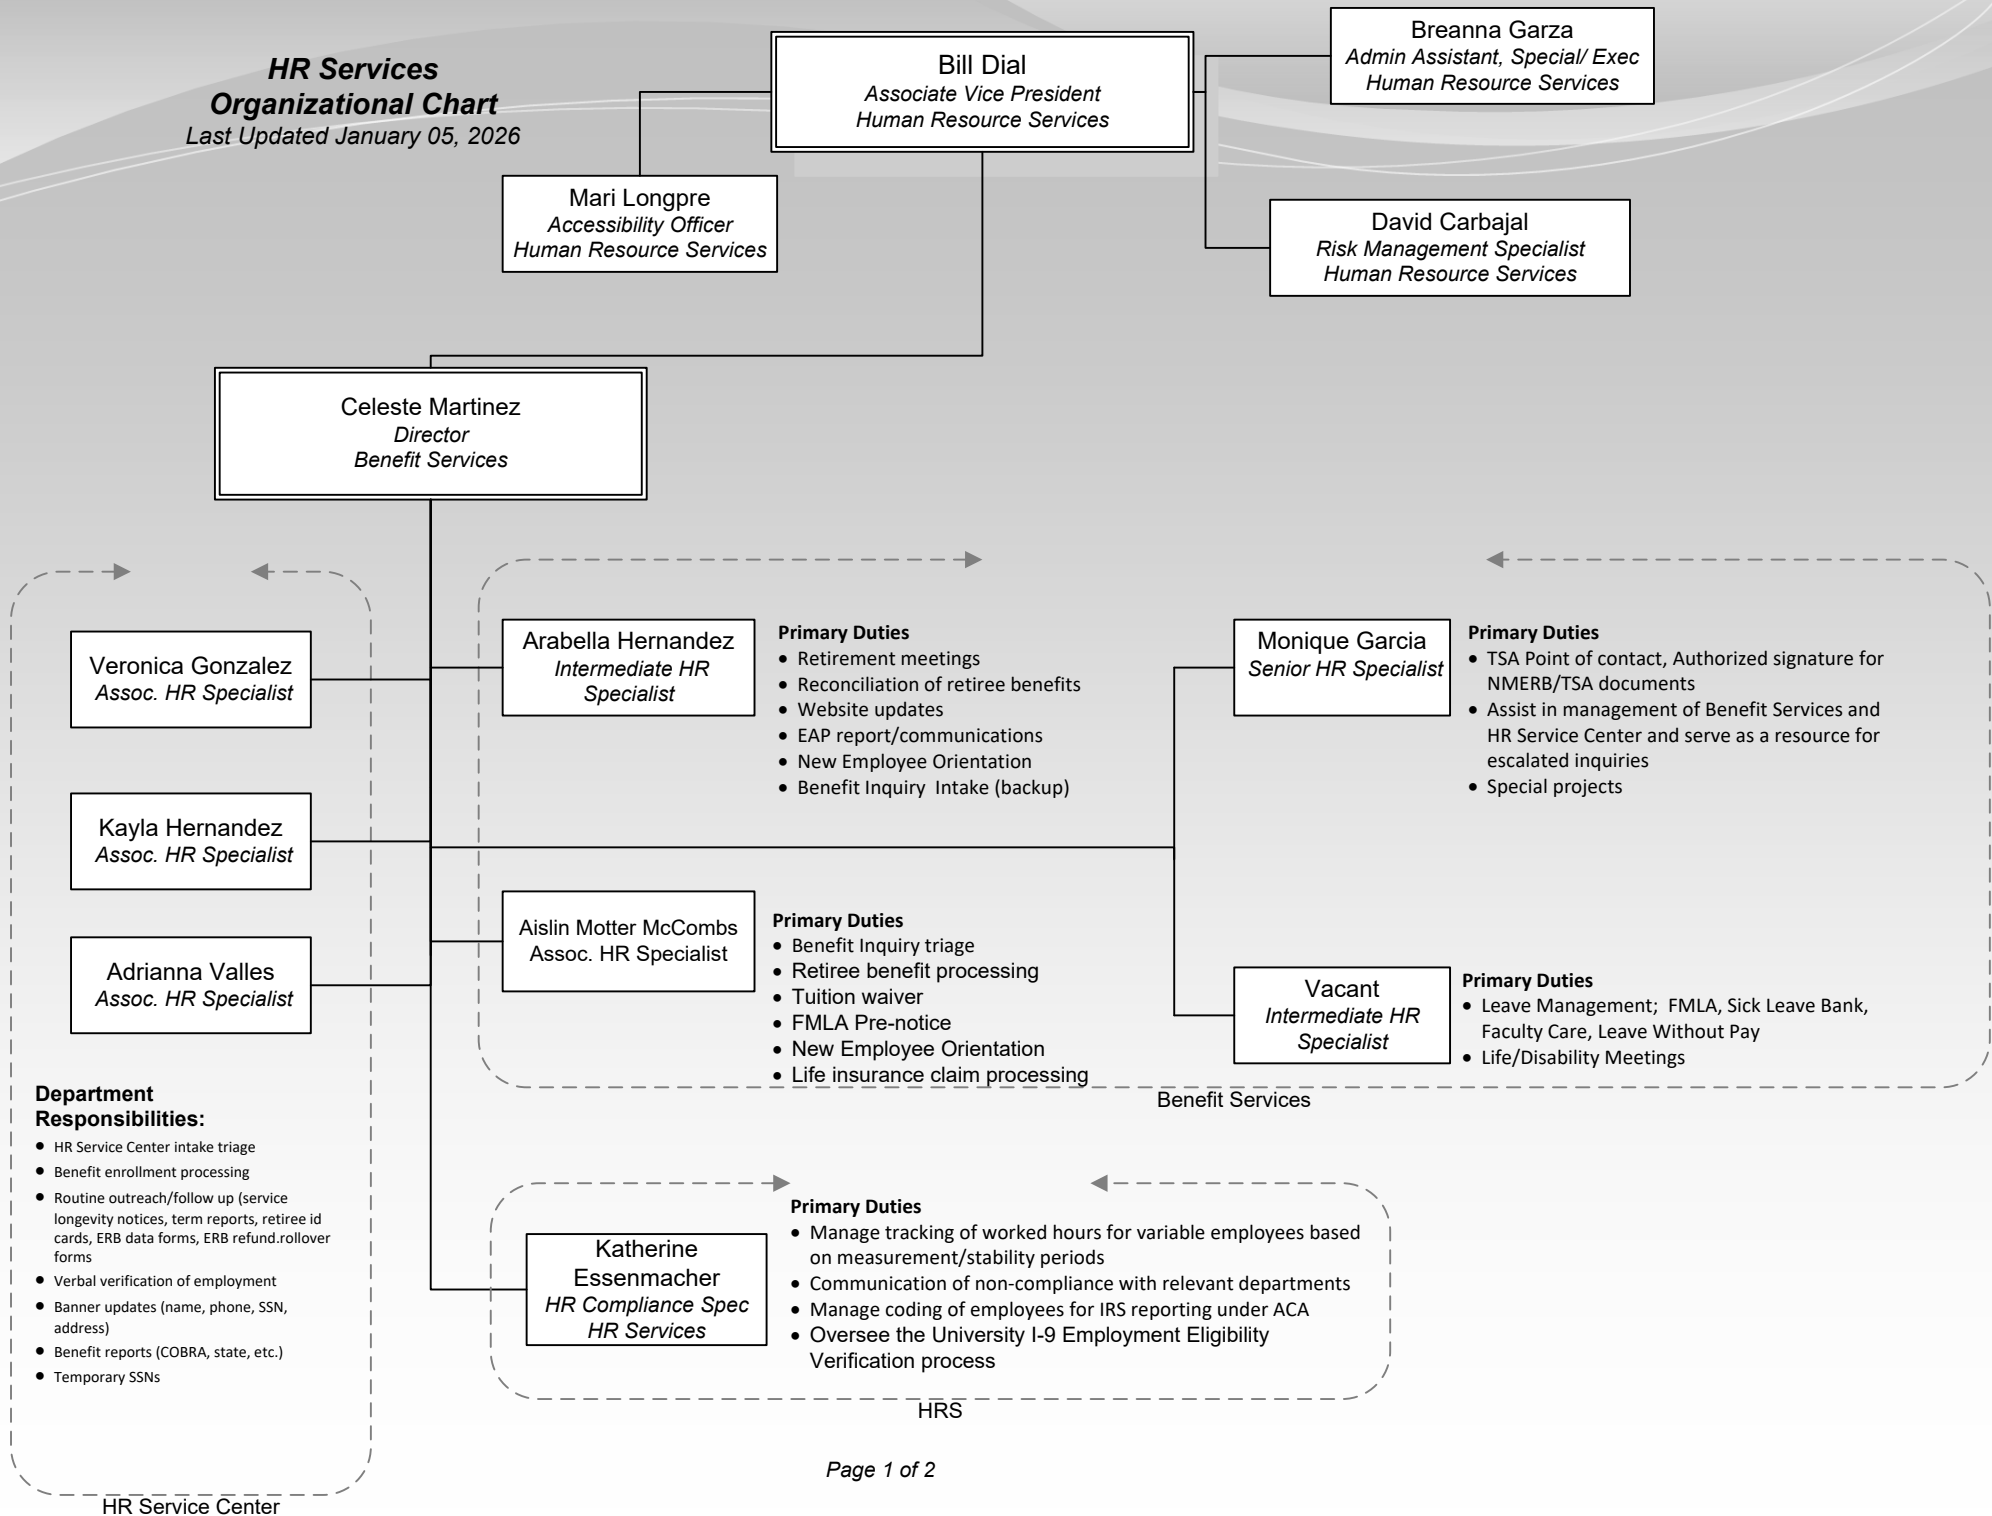 HR Services
Organizational Chart
Last Updated January 05, 2026
Bill Dial
Associate Vice President
Human Resource Services
Breanna Garza
Admin Assistant, Special/ Exec
Human Resource Services
Mari Longpre
Accessibility Officer
Human Resource Services
David Carbajal
Risk Management Specialist
Human Resource Services
Celeste Martinez
Director
Benefit Services
Veronica Gonzalez
Assoc. HR Specialist
Kayla Hernandez
Assoc. HR Specialist
Adrianna Valles
Assoc. HR Specialist
Department
Responsibilities:
• HR Service Center intake triage
• Benefit enrollment processing
• Routine outreach/follow up (service
longevity notices, term reports, retiree id
cards, ERB data forms, ERB refund.rollover
forms
• Verbal verification of employment
• Banner updates (name, phone, SSN,
address)
• Benefit reports (COBRA, state, etc.)
• Temporary SSNs
HR Service Center
Arabella Hernandez
Intermediate HR
Specialist
Primary Duties
• Retirement meetings
• Reconciliation of retiree benefits
• Website updates
• EAP report/communications
• New Employee Orientation
• Benefit Inquiry  Intake (backup)
Monique Garcia
Senior HR Specialist
Primary Duties
• TSA Point of contact, Authorized signature for
NMERB/TSA documents
• Assist in management of Benefit Services and
HR Service Center and serve as a resource for
escalated inquiries
• Special projects
Aislin Motter McCombs
Assoc. HR Specialist
Primary Duties
• Benefit Inquiry triage
• Retiree benefit processing
• Tuition waiver
• FMLA Pre-notice
• New Employee Orientation
• Life insurance claim processing
Vacant
Intermediate HR
Specialist
Primary Duties
• Leave Management;  FMLA, Sick Leave Bank,
Faculty Care, Leave Without Pay
• Life/Disability Meetings
Benefit Services
Katherine
Essenmacher
HR Compliance Spec
HR Services
Primary Duties
• Manage tracking of worked hours for variable employees based
on measurement/stability periods
• Communication of non-compliance with relevant departments
• Manage coding of employees for IRS reporting under ACA
• Oversee the University I-9 Employment Eligibility
Verification process
HRS
Page 1 of 2